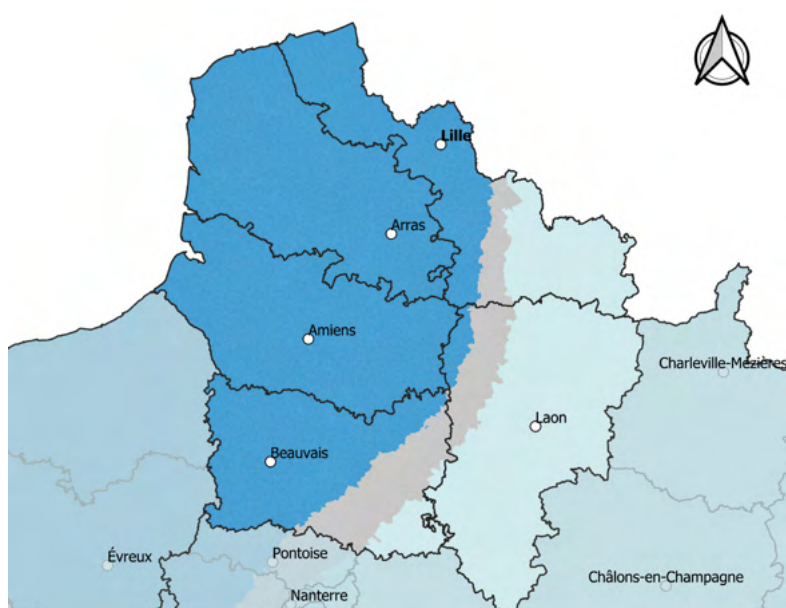 Lille
Arras
Amiens
Charleville-Mézières
Laon
Beauvais
Évreux
Pontoise
Châlons-en-Champagne
Nanterre